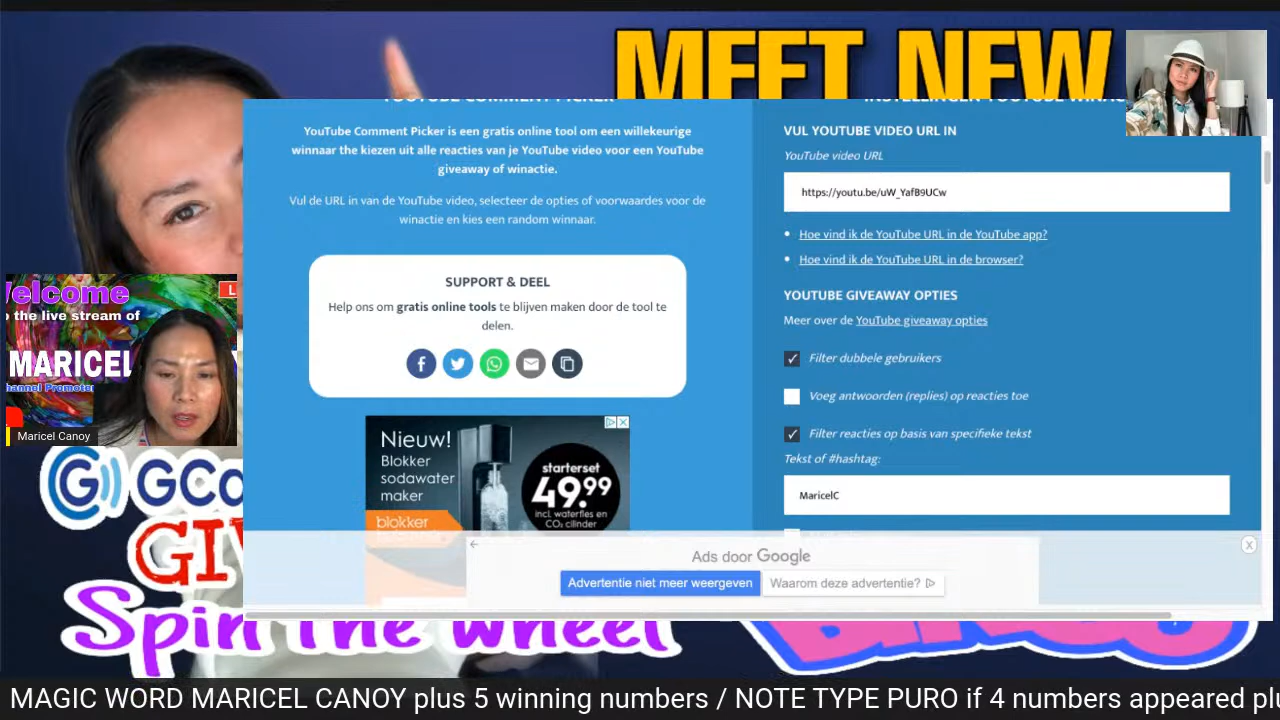 MEET NEW
YOUTUBE COMMENT PICKER
YouTube Comment Picker is een gratis online tool om een willekeurige
winnaar the kiezen uit alle reacties van je YouTube video voor een YouTube
giveaway of winactie.
Vul de URL in van de YouTube video, selecteer de opties of voorwaardes voor de
winactie en kies een random winnaar.
SUPPORT & DEEL
Help ons om gratis online tools te blijven maken door de tool te
delen.
Nieuw!
Blokker
sodawater
maker
blokker
starterset
49.99
incl. waterfles en
CO₂ cilinder
INSTELLINGEN YOUTUBE
VUL YOUTUBE VIDEO URL IN
YouTube video URL
https://youtu.be/uW_YafB9UCw
Hoe vind ik de YouTube URL in de YouTube app?
Hoe vind ik de YouTube URL in de browser?
YOUTUBE GIVEAWAY OPTIES
Meer over de YouTube giveaway opties
Filter dubbele gebruikers
Voeg antwoorden (replies) op reacties toe
Filter reacties op basis van specifieke tekst
Tekst of #hashtag:
MaricelC
Ads door Google
Advertentie niet meer weergeven
Waarom deze advertentie?
Welcome
o the live stream of
MARICEL
hannel Promoter
Maricel Canoy
GCa
GIV
Spin the wheel
MAGIC WORD MARICEL CANOY plus 5 winning numbers / NOTE TYPE PURO if 4 numbers appeared plu